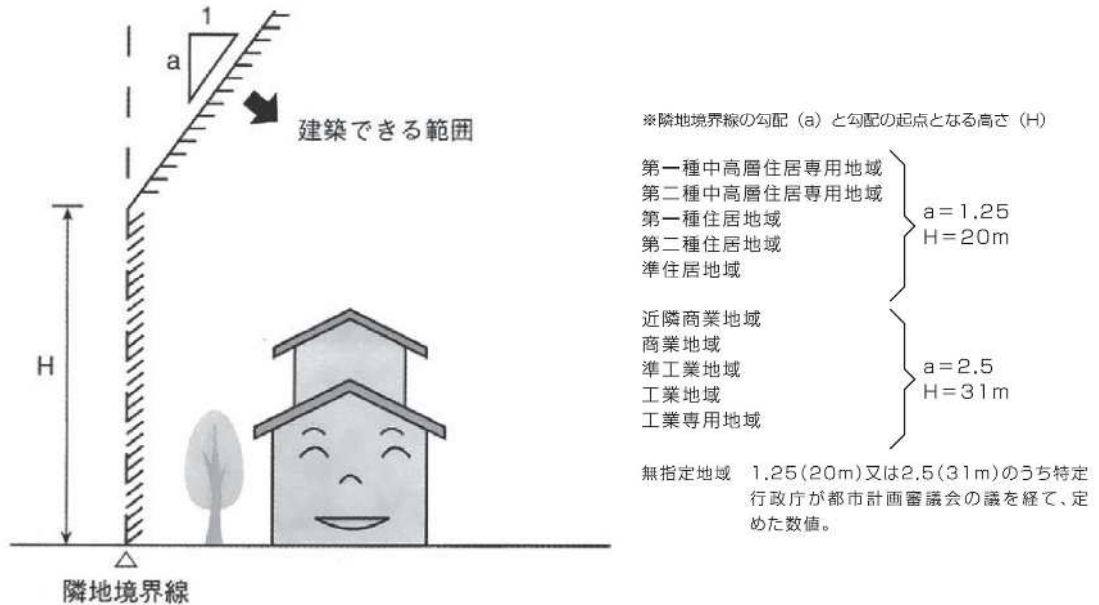 1
a
建築できる範囲
H
隣地境界線
※隣地境界線の勾配（a）と勾配の起点となる高さ（H）
第一種中高層住居専用地域
第二種中高層住居専用地域
第一種住居地域
第二種住居地域
準住居地域
a=1.25
H=20m
近隣商業地域
商業地域
準工業地域
工業地域
工業専用地域
a=2.5
H=31m
無指定地域　1.25(20m)又は2.5(31m)のうち特定
行政庁が都市計画審議会の議を経て、定
めた数値。